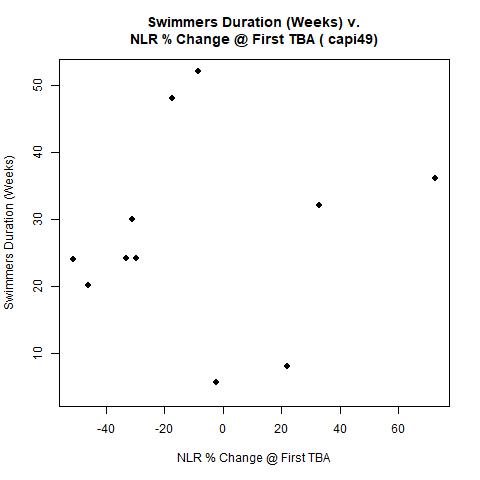 Swimmers Duration (Weeks) v.
NLR % Change @ First TBA ( capi49)
Swimmers Duration (Weeks)
50
40
30
20
10
-40 -20 0 20 40 60
NLR % Change @ First TBA